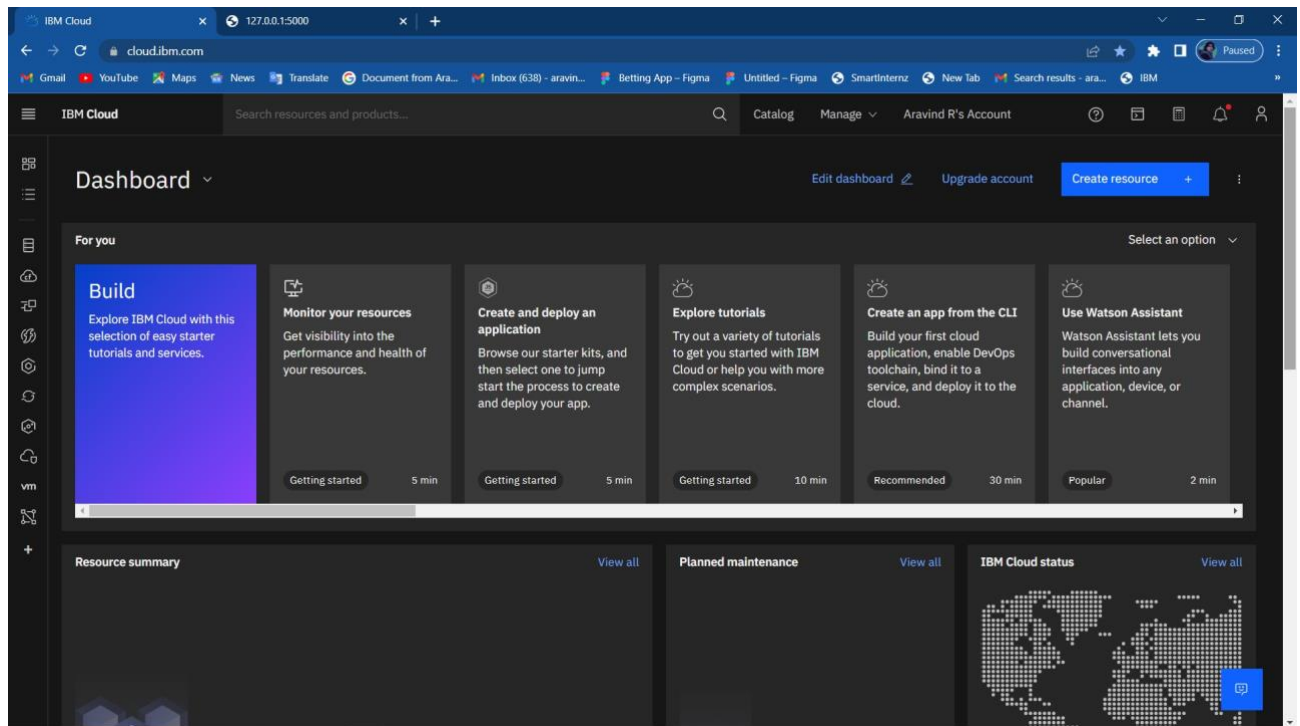 IBM Cloud
127.0.0.1:5000
cloud.ibm.com
Paused
Gmail YouTube Maps News Translate Document from Ara... Inbox (638) - aravin... Betting App – Figma Untitled – Figma SmartInternz New Tab Search results - ara... IBM
IBM Cloud
Search resources and products...
Catalog Manage Aravind R's Account
Dashboard
Edit dashboard Upgrade account Create resource +
For you
Select an option
Build
Explore IBM Cloud with this
selection of easy starter
tutorials and services.
Monitor your resources
Get visibility into the
performance and health of
your resources.
Getting started 5 min
Create and deploy an
application
Browse our starter kits, and
then select one to jump
start the process to create
and deploy your app.
Getting started 5 min
Explore tutorials
Try out a variety of tutorials
to get you started with IBM
Cloud or help you with more
complex scenarios.
Getting started 10 min
Create an app from the CLI
Build your first cloud
application, enable DevOps
toolchain, bind it to a
service, and deploy it to the
cloud.
Recommended 30 min
Use Watson Assistant
Watson Assistant lets you
build conversational
interfaces into any
application, device, or
channel.
Popular 2 min
vm
Resource summary View all
Planned maintenance View all
IBM Cloud status View all